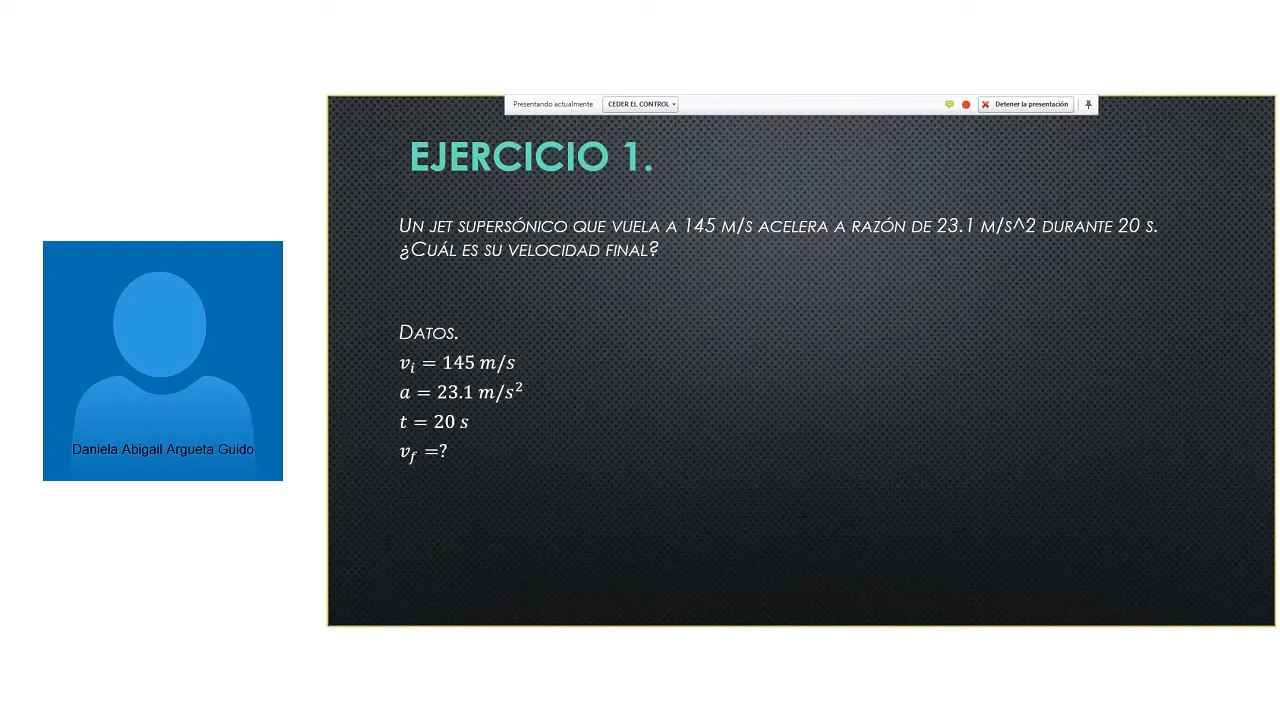 Presentando actualmente CEDER EL CONTROL Detener la presentación
EJERCICIO 1.
UN JET SUPERSÓNICO QUE VUELA A 145 M/S ACELERA A RAZÓN DE 23.1 M/S^2 DURANTE 20 S.
¿CUÁL ES SU VELOCIDAD FINAL?
DATOS.
v_i = 145 m/s
a = 23.1 m/s²
t = 20 s
v_f =?
Daniela Abigail Argueta Guido